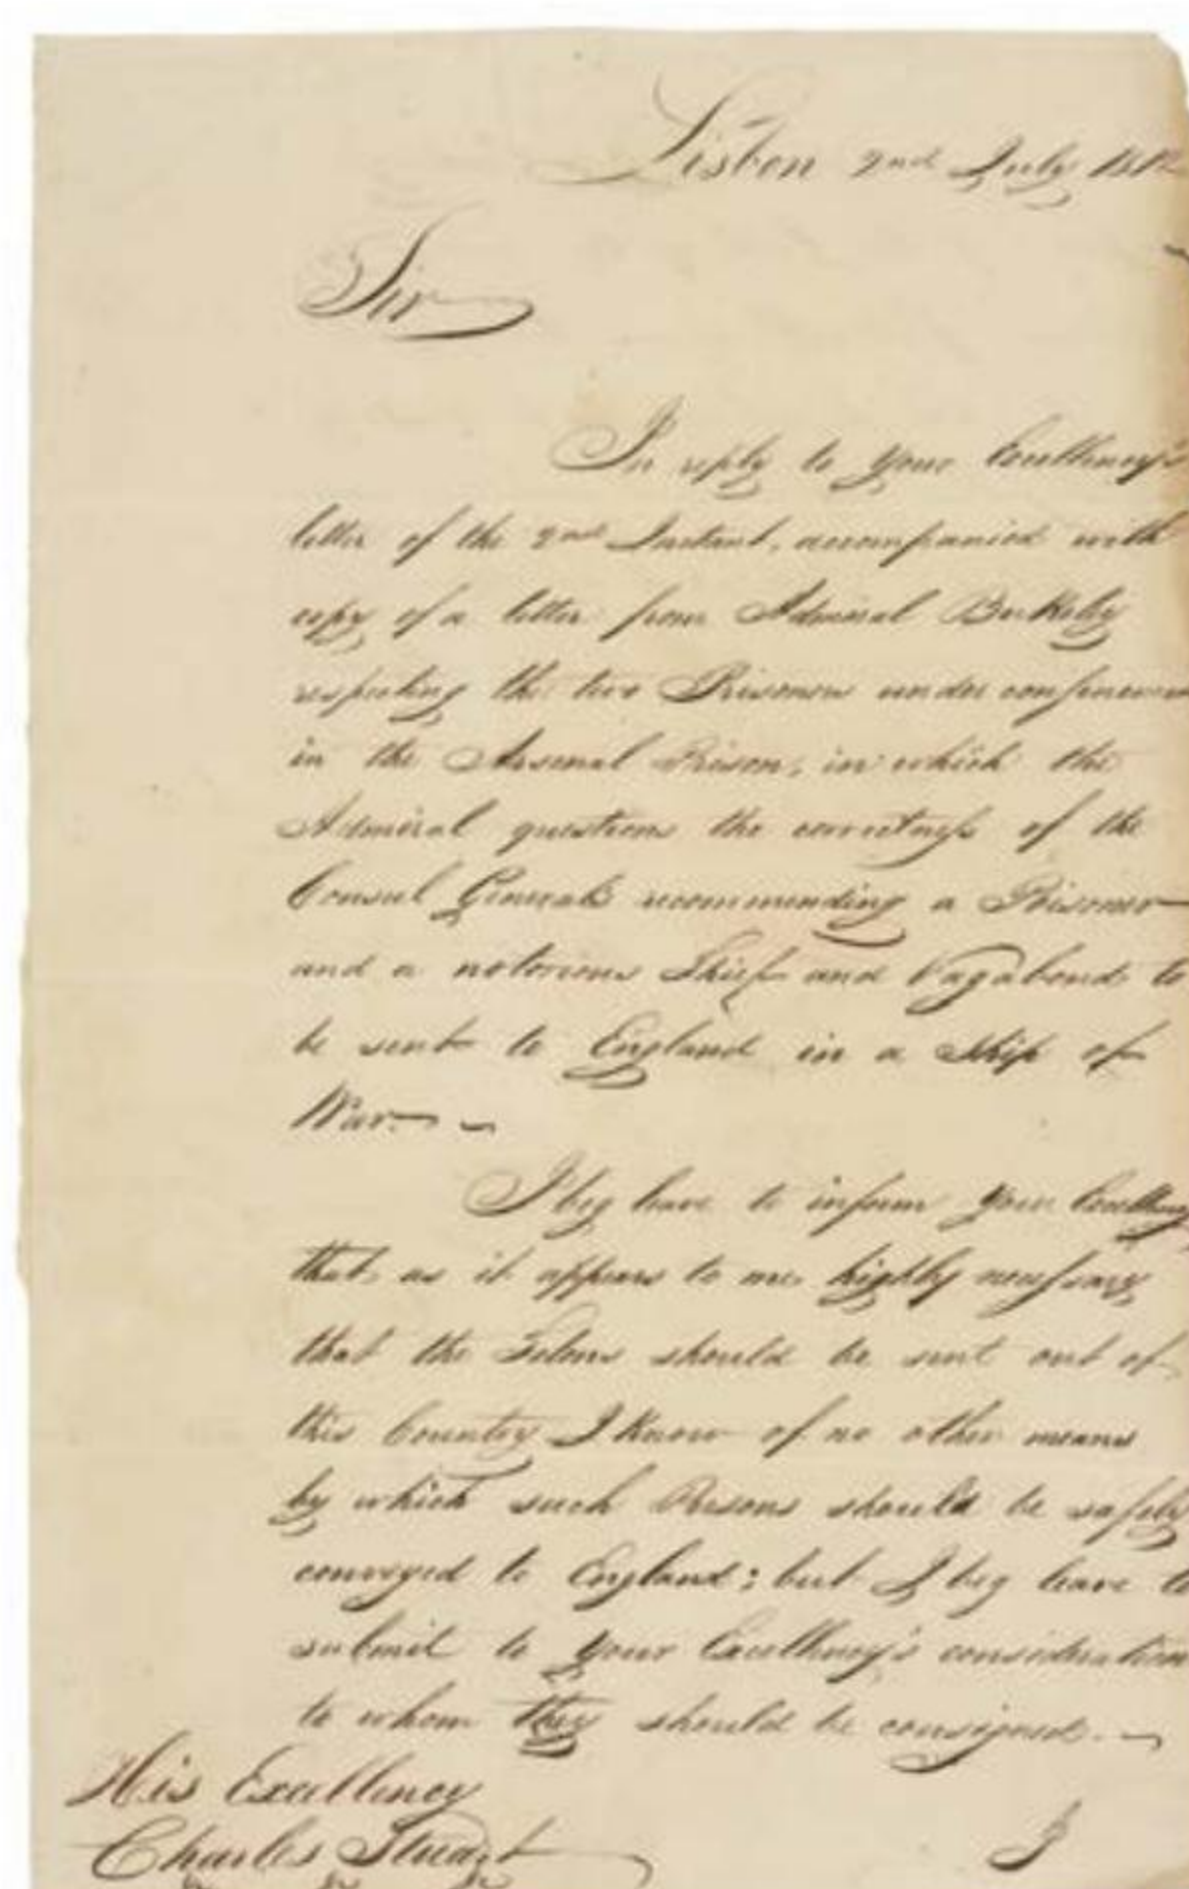 Lisbon 2nd July 1812
Sir
In reply to your Excellency's
letter of the 2nd Instant, accompanied with
copy of a letter from Admiral Berkeley
respecting the two Prisoners under confinemen
in the Arsenal Prison, in which the
Admiral questions the correctness of the
Consul Generals recommending a Prisoner
and a notorious Thief and Vagabond to
be sent to England in a Ship of
War.
I beg leave to inform your Excellency
that, as it appears to me highly necessary
that the Felons should be sent out of
this Country I know of no other means
by which such Persons should be safely
conveyed to England; but I beg leave to
submit to your Excellency's consideration
to whom they should be consigned.
His Excellency
Charles Stuart
I